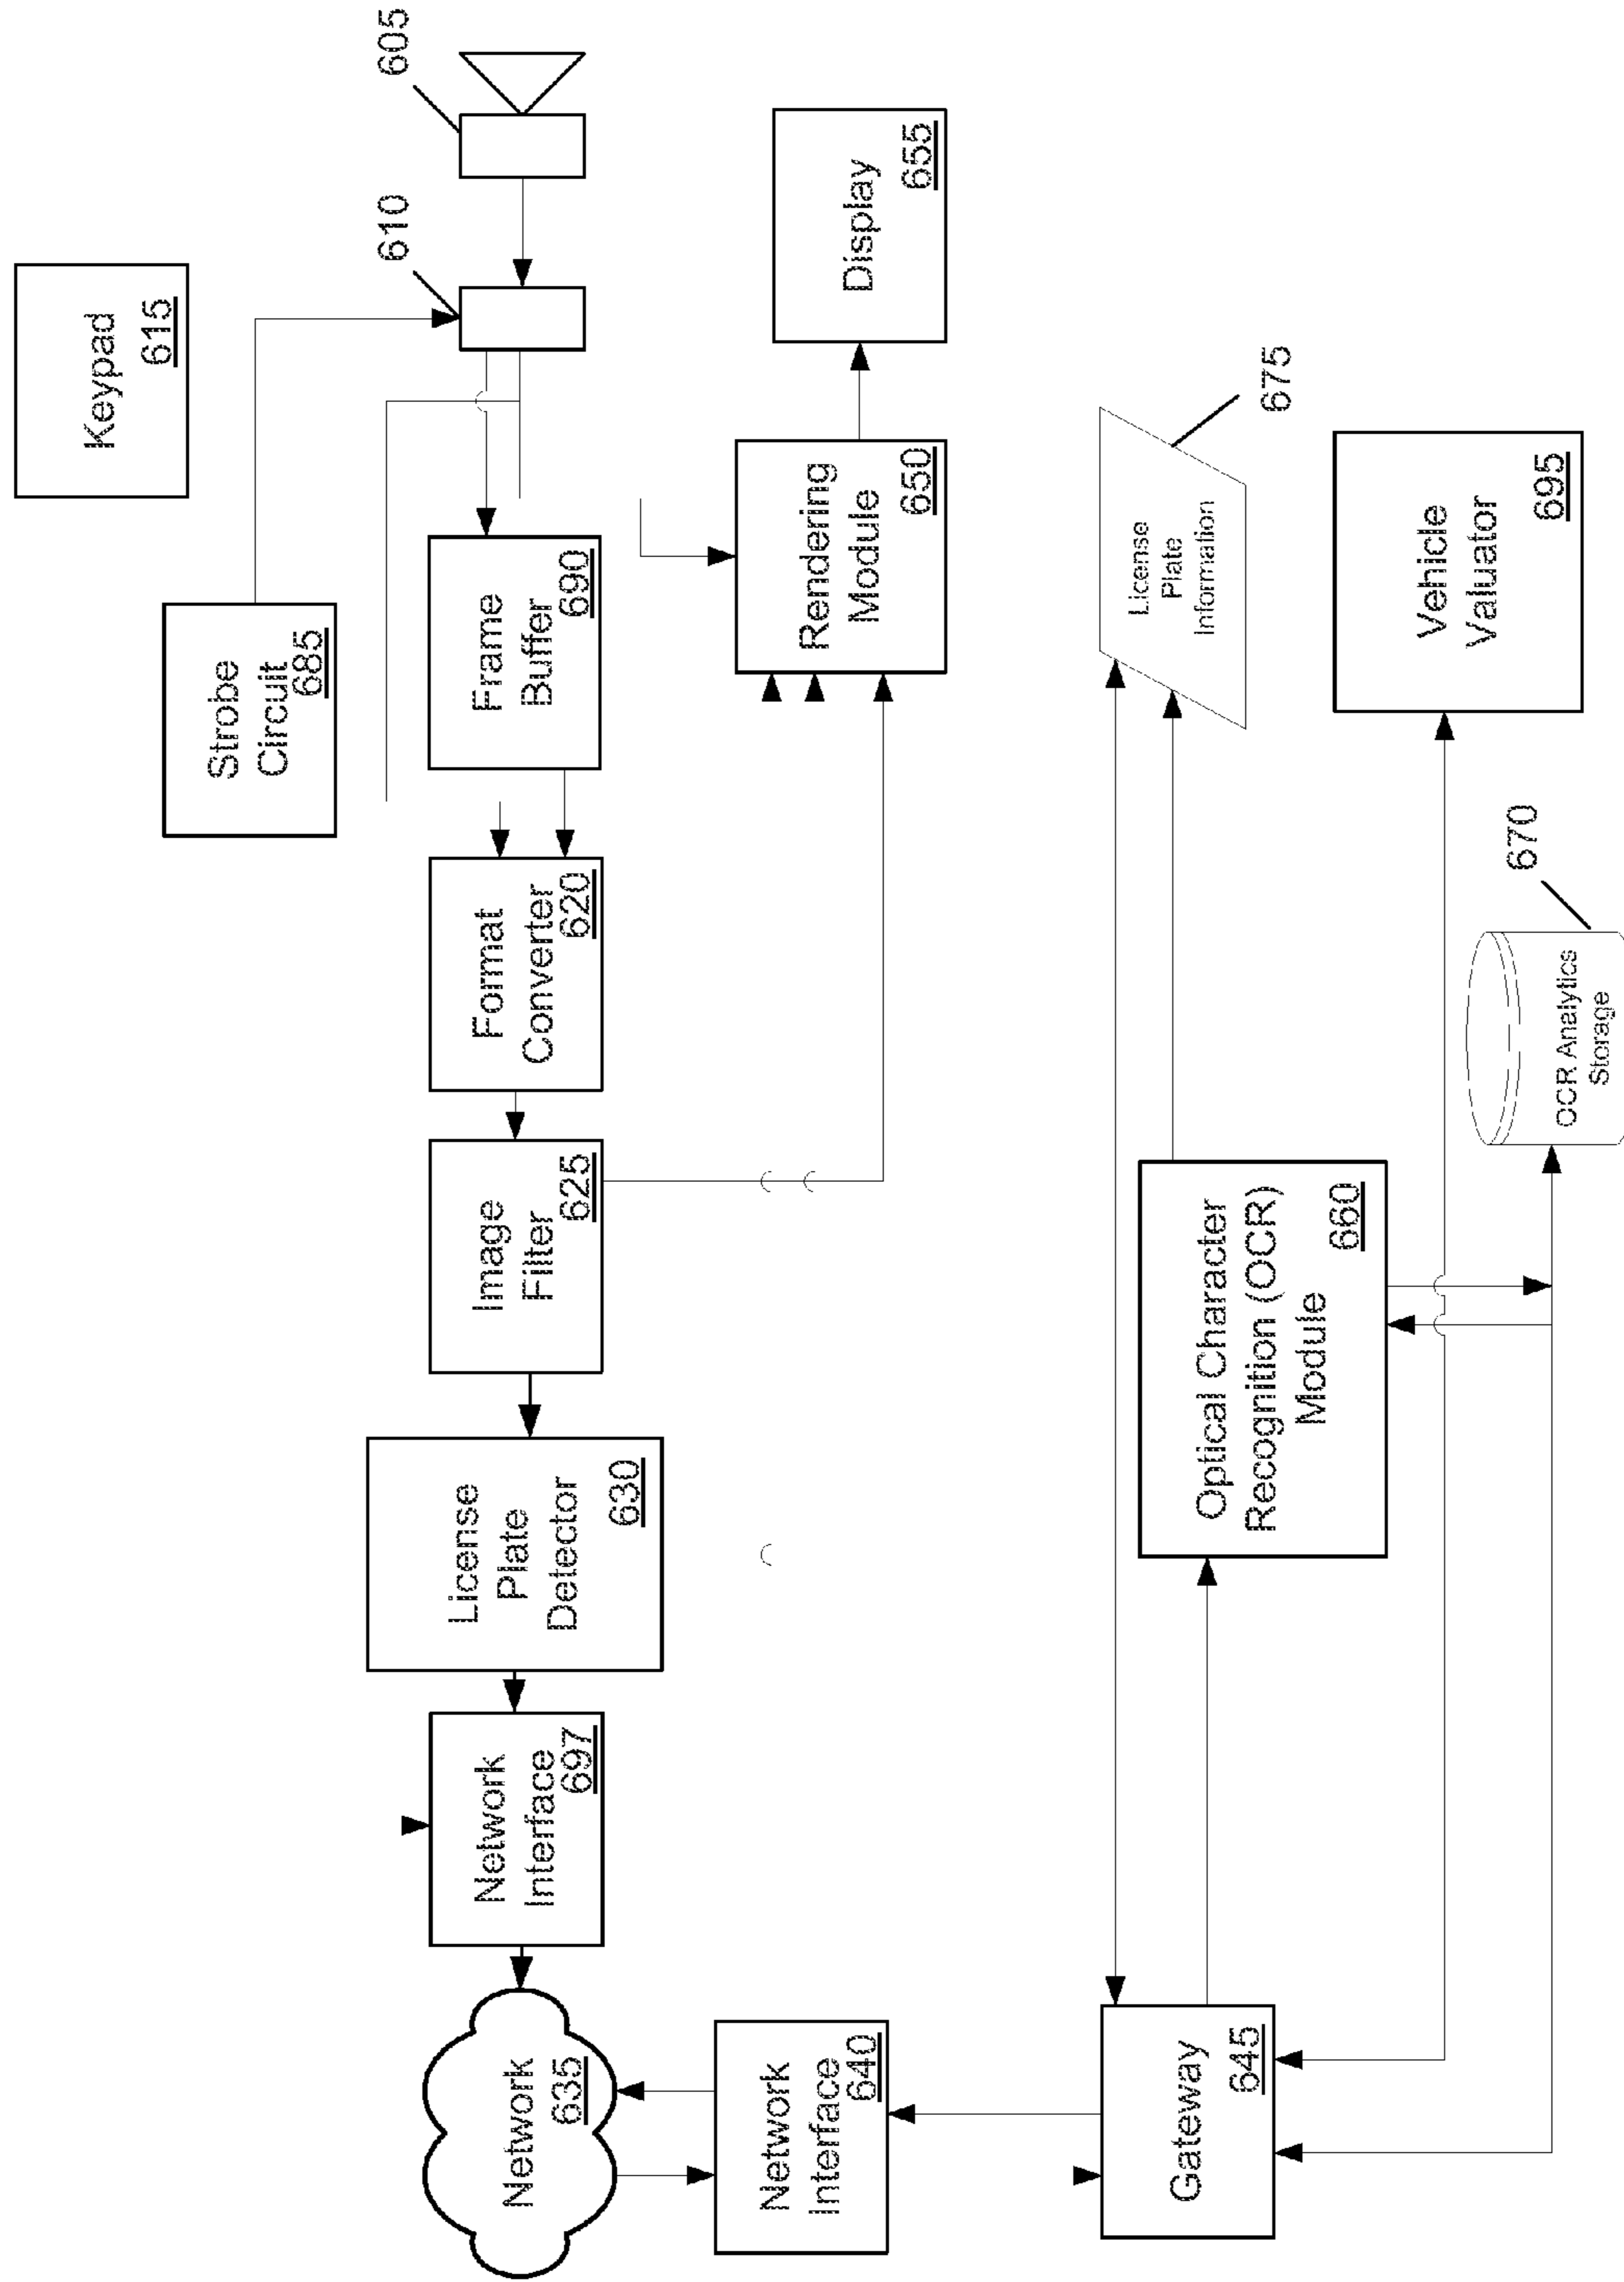 Keypad
615
605
610
Strobe
Circuit
685
Network
635
Network
Interface
697
License
Plate
Detector
630
Image
Filter
625
Format
Converter
620
Frame
Buffer
690
Network
Interface
640
Rendering
Module
650
Display
655
Gateway
645
Optical Character
Recognition (OCR)
Module
660
License
Plate
Information
675
Vehicle
Valuator
695
OCR Analytics
Storage
670